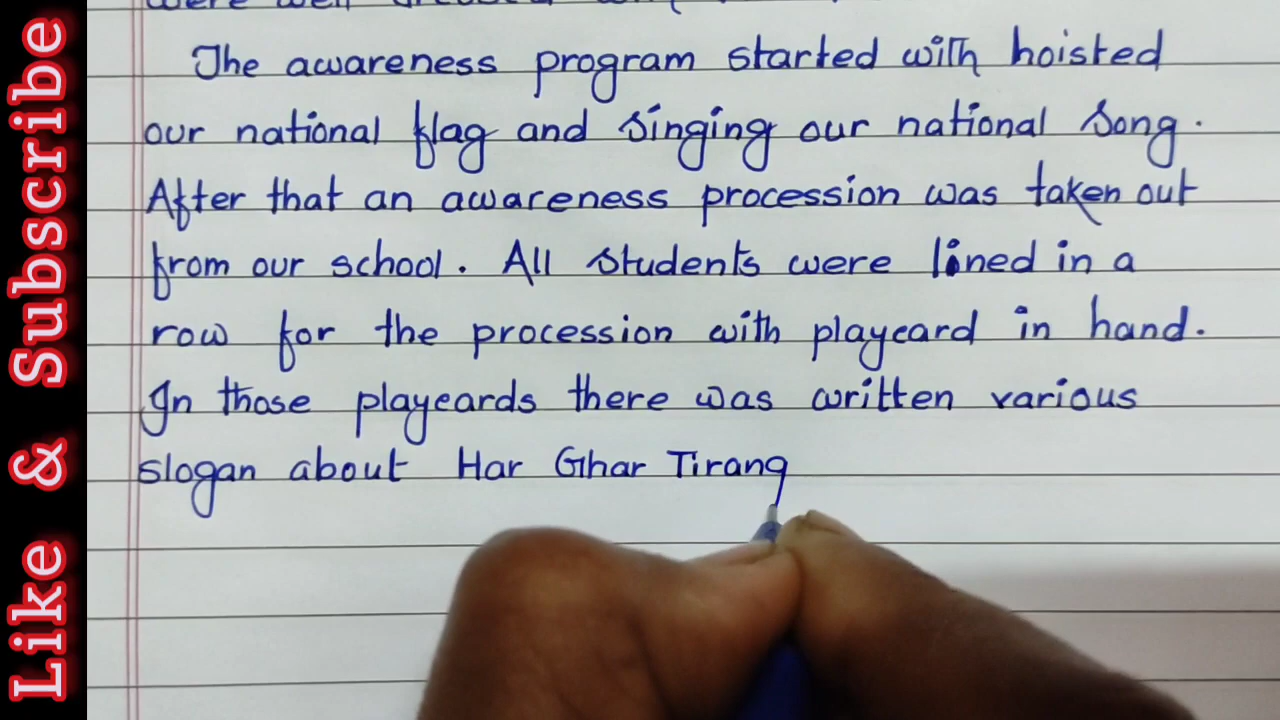 Like & Subscribe
The awareness program started with hoisted
our national flag and singing our national song.
After that an awareness procession was taken out
from our school. All students were lined in a
row for the procession with playcard in hand.
In those playcards there was written various
slogan about Har Ghar Tirang